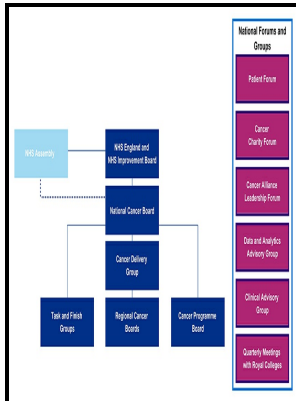 National Forums and
Groups
Patient Forum
Cancer
Charity Forum
Cancer Alliance
Leadership Forum
Data and Analytics
Advisory Group
Clinical Advisory
Group
Quarterly Meetings
with Royal Colleges
NHS Assembly
NHS England and
NHS Improvement Board
National Cancer Board
Cancer Delivery
Group
Task and Finish
Groups
Regional Cancer
Boards
Cancer Programme
Board